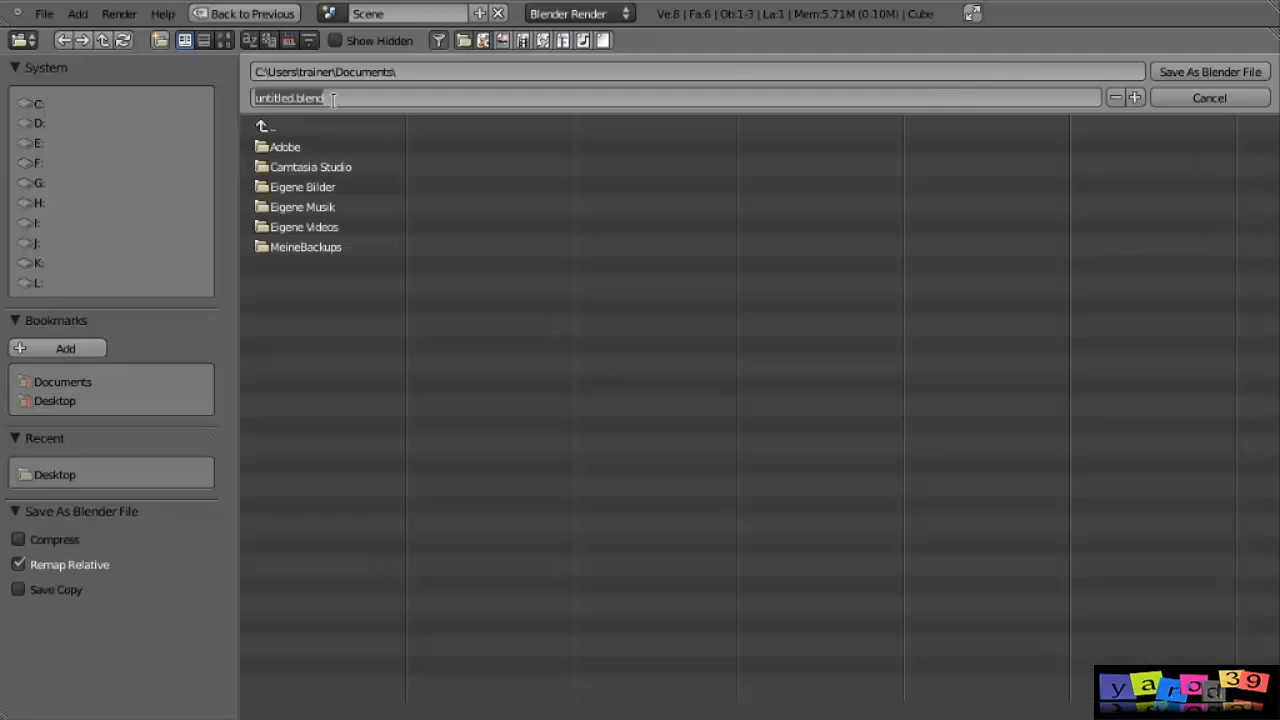 File Add Render Help Back to Previous Scene Blender Render Ve:8 | Fa:6 | Ob:1-3 | La:1 | Mem:5.71M (0.10M) | Cube
Show Hidden
System
C:
D:
E:
F:
G:
H:
I:
J:
K:
L:
Bookmarks
Add
Documents
Desktop
Recent
Desktop
Save As Blender File
Compress
Remap Relative
Save Copy
C:\Users\trainer\Documents\ Save As Blender File
untitled.blend Cancel
..
Adobe
Camtasia Studio
Eigene Bilder
Eigene Musik
Eigene Videos
MeineBackups
yarod39